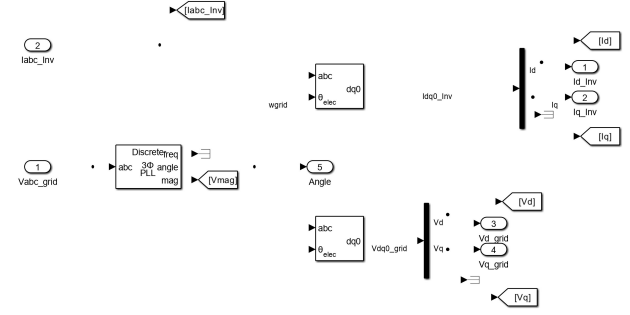 [Iabc_Inv]
2
Iabc_Inv
[Id]
Id
1
Id_Inv
abc
dq0
θelec
wgrid
Idq0_Inv
2
Iq
Iq_Inv
[Iq]
1
Vabc_grid
abc
Discrete
3Φ
PLL
freq
angle
mag
[Vmag]
5
Angle
abc
dq0
θelec
Vdq0_grid
[Vd]
Vd
3
Vd_grid
Vq
4
Vq_grid
[Vq]